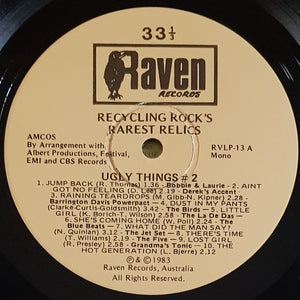 33⅓
Raven
RECORDS
RECYCLING ROCK'S
RAREST RELICS
AMCOS
By Arrangement with
Albert Productions, Festival,
EMI and CBS Records
RVLP-13 A
Mono
UGLY THINGS # 2
1. JUMP BACK (R. Thomas) 1.36 - Bobbie & Laurie - 2. AINT
GOT NO FEELING (D. Lee) 3.19 - Derek's Accent
- 3. RAINING TEARDROPS (M. Gibb-N. Kipner) 2.28 -
Barrington Davis Powerpact - 4. DUST IN MY PANTS
(Clarke-Curtis-Goldsmith) 3.22 - The Birds - 5. LITTLE
GIRL (K. Borich-T. Wilson) - The La De Das -
6. SHE'S COMING HOME (W. Poll) 2.24 - The
Blue Beats - 7. WHAT DID THE MAN SAY?
(N. Quinlan) - The Jet Set - 8. THERE'S TIME
(T. Williams) 2.19 - The Five - 9. LOST GIRL
(R. Presley) 2.58 - Grandma's Tonic - 10. THE
HOT GENERATION (L. Bjerre) 2.12 -
℗ & © 1983
Raven Records, Australia
All Rights Reserved.